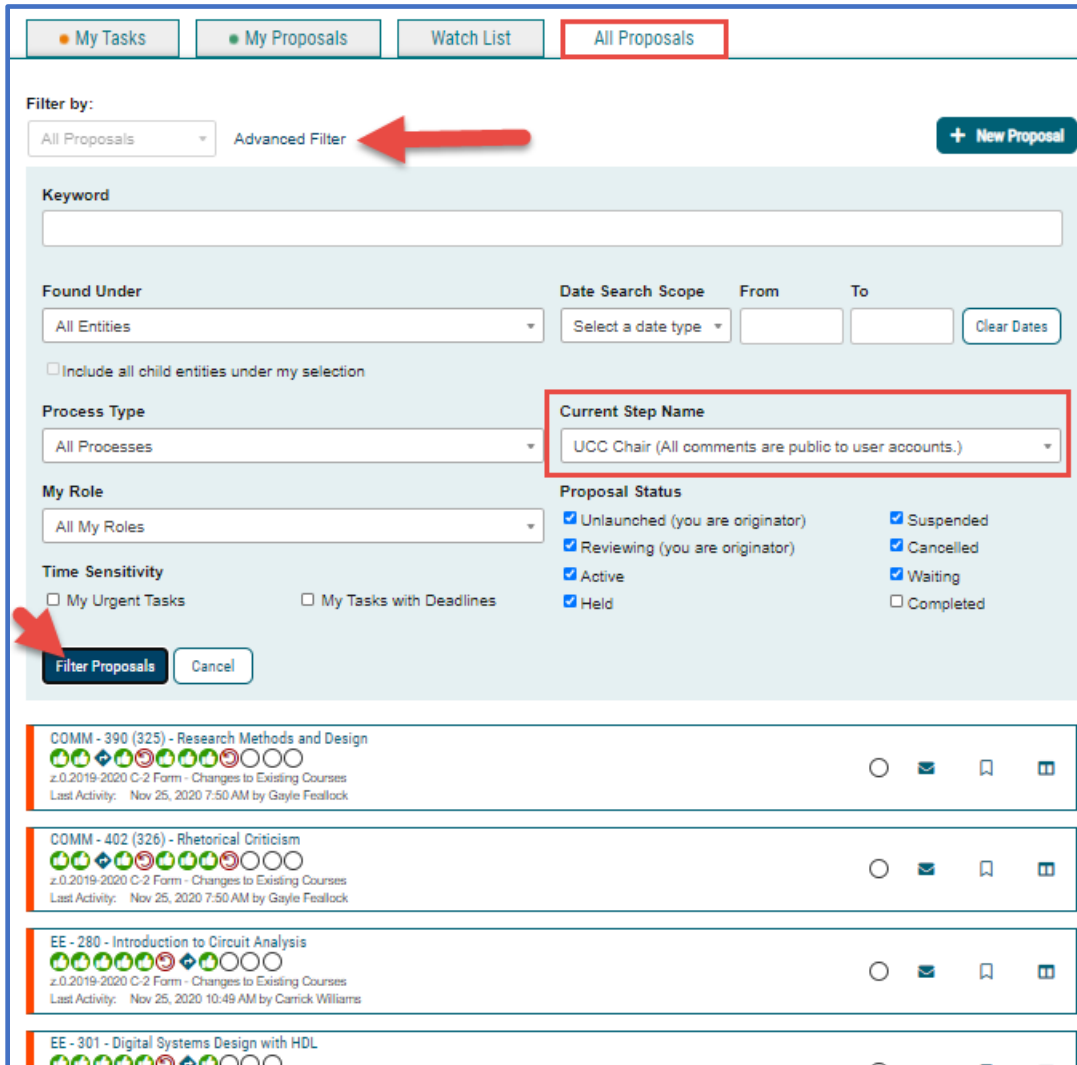 My Tasks
My Proposals
Watch List
All Proposals
Filter by:
All Proposals
Advanced Filter
+ New Proposal
Keyword
Found Under
Date Search Scope
From
To
All Entities
Select a date type
Clear Dates
Include all child entities under my selection
Process Type
Current Step Name
All Processes
UCC Chair (All comments are public to user accounts.)
My Role
Proposal Status
All My Roles
Unlaunched (you are originator)
Suspended
Reviewing (you are originator)
Cancelled
Time Sensitivity
Active
Waiting
My Urgent Tasks
My Tasks with Deadlines
Held
Completed
Filter Proposals
Cancel
COMM - 390 (325) - Research Methods and Design
z.0.2019-2020 C-2 Form - Changes to Existing Courses
Last Activity: Nov 25, 2020 7:50 AM by Gayle Feallock
COMM - 402 (326) - Rhetorical Criticism
z.0.2019-2020 C-2 Form - Changes to Existing Courses
Last Activity: Nov 25, 2020 7:50 AM by Gayle Feallock
EE - 280 - Introduction to Circuit Analysis
z.0.2019-2020 C-2 Form - Changes to Existing Courses
Last Activity: Nov 25, 2020 10:49 AM by Carrick Williams
EE - 301 - Digital Systems Design with HDL